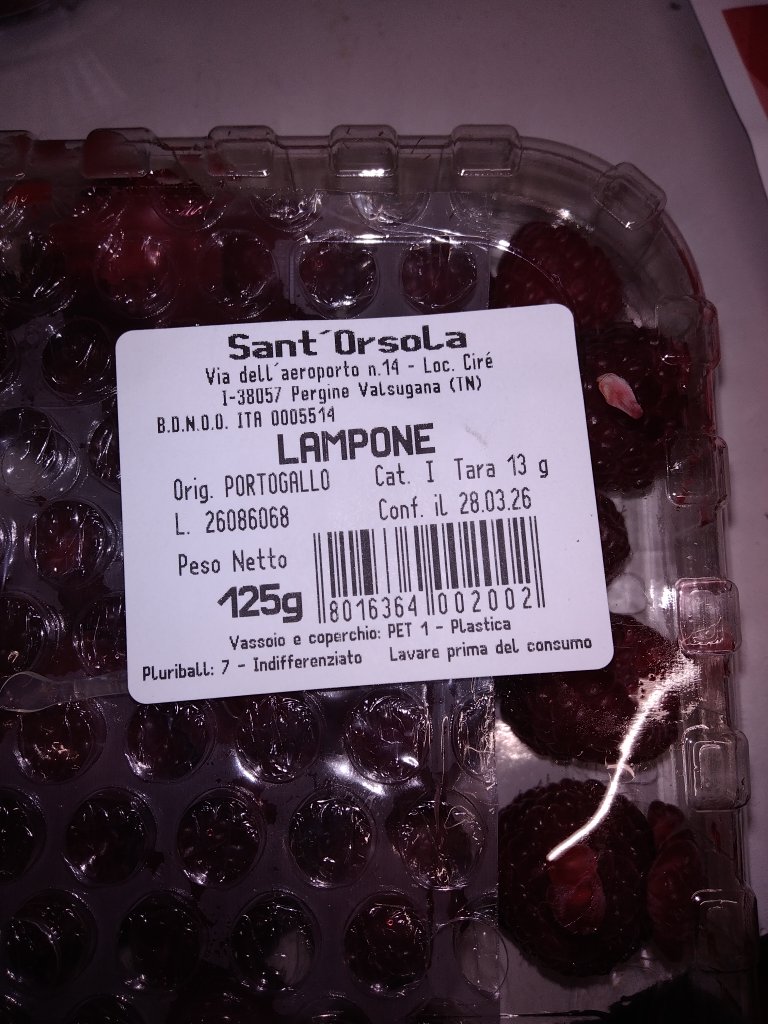 Sant´Orsola
Via dell´aeroporto n.14 - Loc. Ciré
I-38057 Pergine Valsugana (TN)
B.D.N.O.O. ITA 0005514
LAMPONE
Orig. PORTOGALLO Cat. I Tara 13 g
L. 26086068 Conf. il 28.03.26
Peso Netto
125g
8016364 002002
Vassoio e coperchio: PET 1 - Plastica
Pluriball: 7 - Indifferenziato Lavare prima del consumo